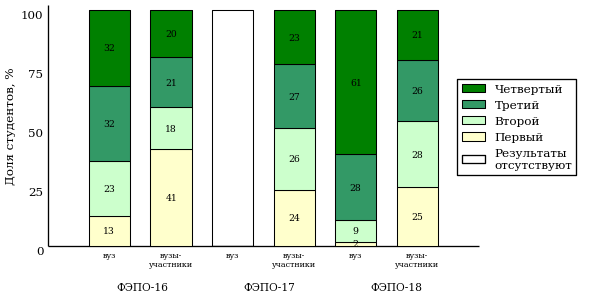 100
75
50
25
0
Доля студентов, %
32
32
23
13
20
21
18
41
23
27
26
24
61
28
9
2
21
26
28
25
вуз
вузы-
участники
вуз
вузы-
участники
вуз
вузы-
участники
ФЭПО-16
ФЭПО-17
ФЭПО-18
Четвертый
Третий
Второй
Первый
Результаты
отсутствуют